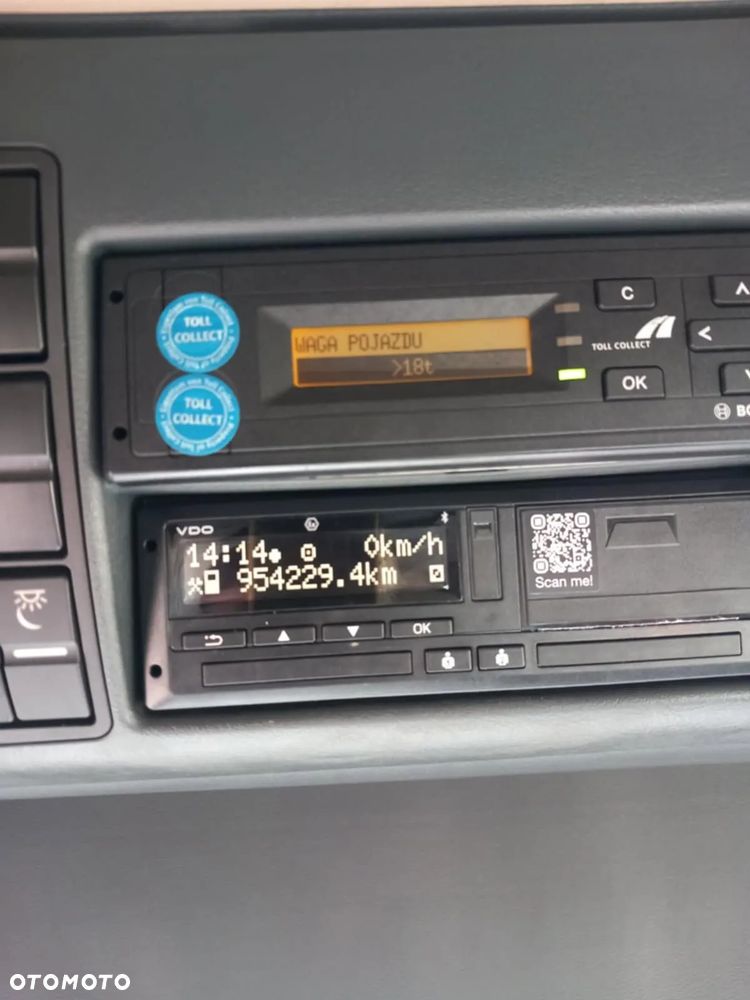 TOLL
COLLECT
TOLL
COLLECT
WAGA POJAZDU
>18t
C
TOLL COLLECT
<
OK
VDO
14:14 0km/h
954229.4km
OK
Scan me!
OTOMOTO